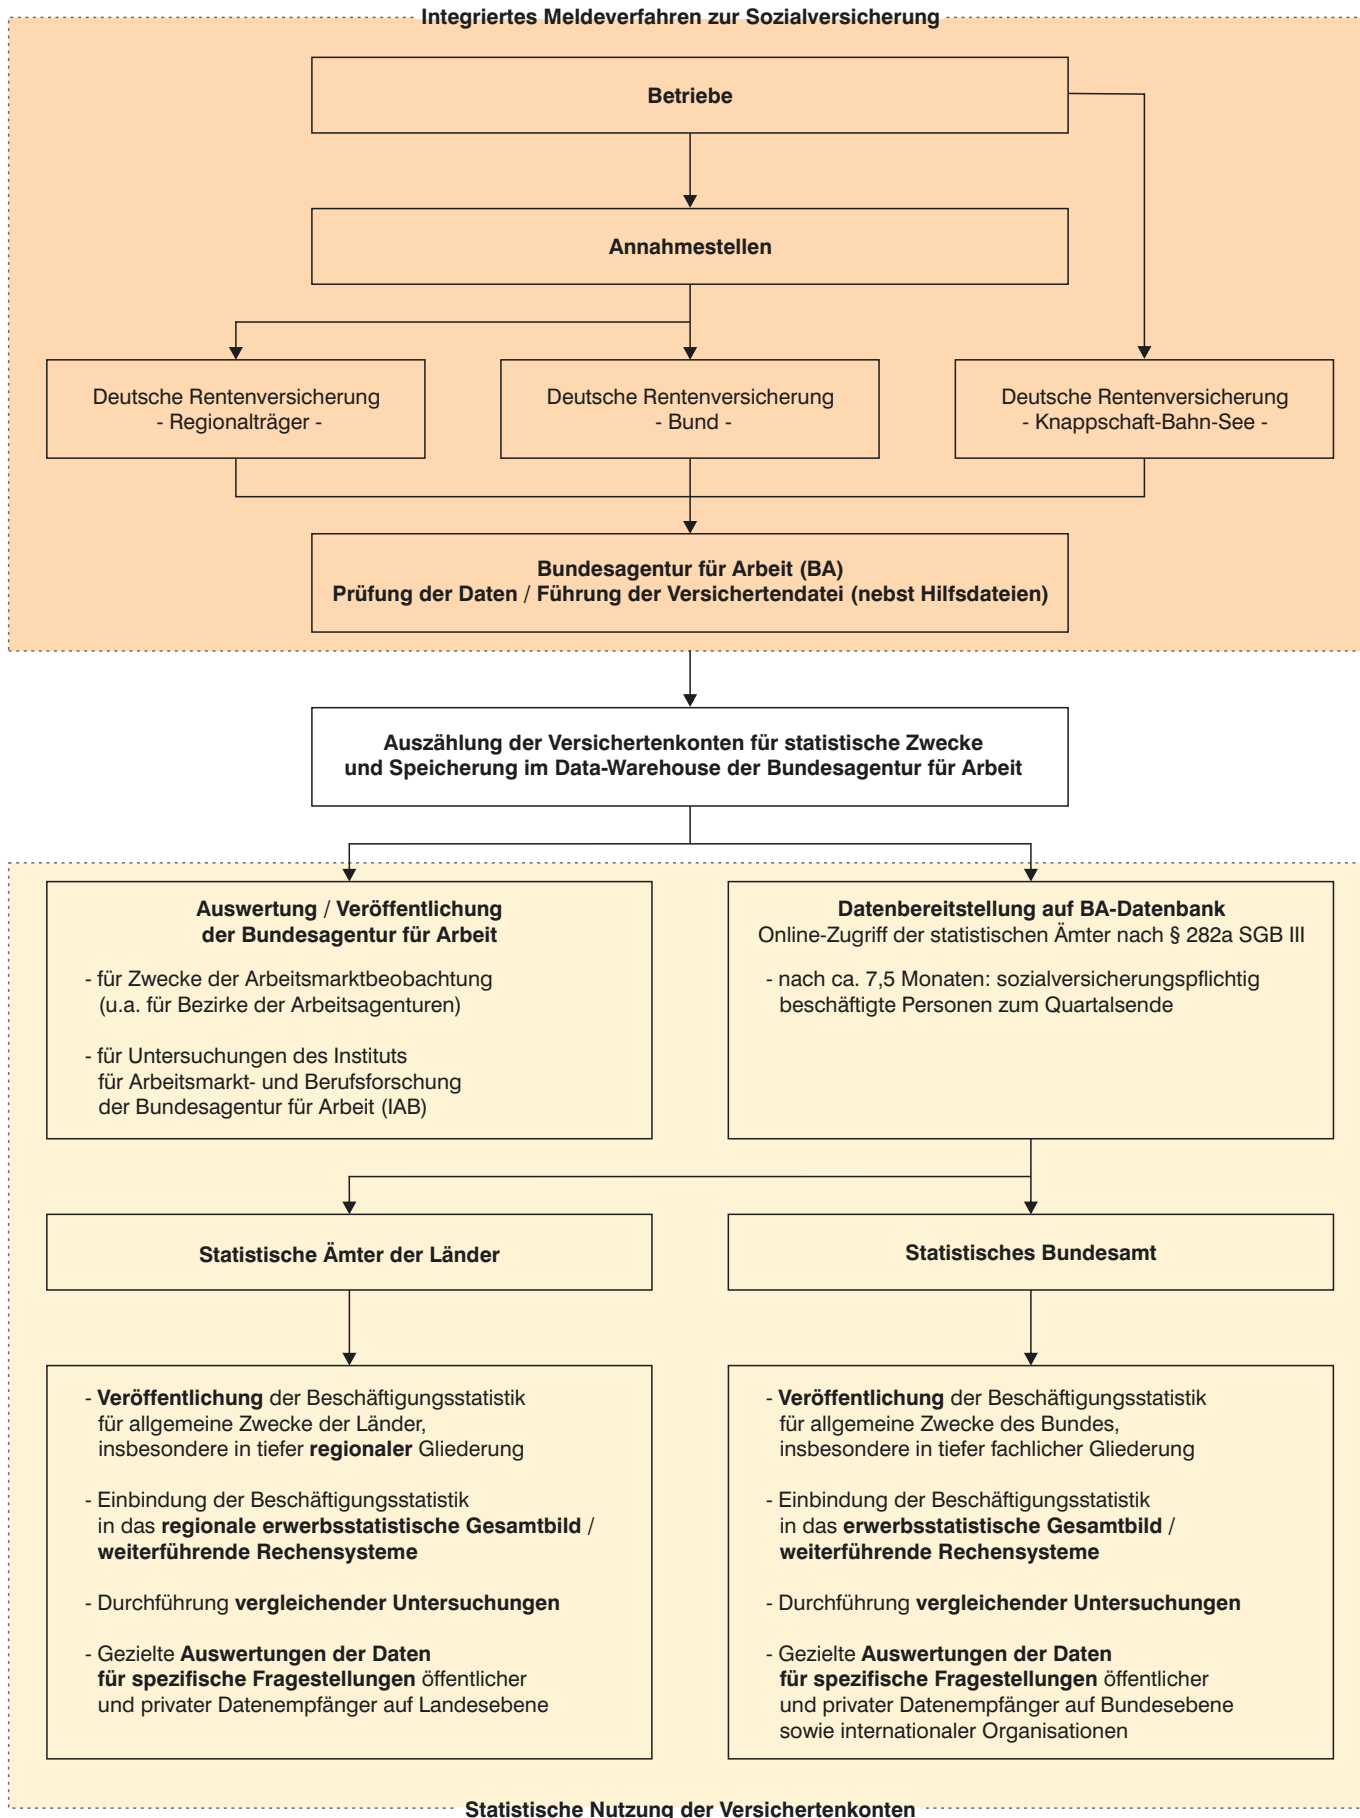 Integriertes Meldeverfahren zur Sozialversicherung
Betriebe
Annahmestellen
Deutsche Rentenversicherung
- Regionalträger -
Deutsche Rentenversicherung
- Bund -
Deutsche Rentenversicherung
- Knappschaft-Bahn-See -
Bundesagentur für Arbeit (BA)
Prüfung der Daten / Führung der Versichertendatei (nebst Hilfsdateien)
Auszählung der Versichertenkonten für statistische Zwecke
und Speicherung im Data-Warehouse der Bundesagentur für Arbeit
Auswertung / Veröffentlichung
der Bundesagentur für Arbeit
- für Zwecke der Arbeitsmarktbeobachtung
(u.a. für Bezirke der Arbeitsagenturen)
- für Untersuchungen des Instituts
für Arbeitsmarkt- und Berufsforschung
der Bundesagentur für Arbeit (IAB)
Datenbereitstellung auf BA-Datenbank
Online-Zugriff der statistischen Ämter nach § 282a SGB III
- nach ca. 7,5 Monaten: sozialversicherungspflichtig
beschäftigte Personen zum Quartalsende
Statistische Ämter der Länder
Statistisches Bundesamt
- Veröffentlichung der Beschäftigungsstatistik
für allgemeine Zwecke der Länder,
insbesondere in tiefer regionaler Gliederung
- Einbindung der Beschäftigungsstatistik
in das regionale erwerbsstatistische Gesamtbild /
weiterführende Rechensysteme
- Durchführung vergleichender Untersuchungen
- Gezielte Auswertungen der Daten
für spezifische Fragestellungen öffentlicher
und privater Datenempfänger auf Landesebene
- Veröffentlichung der Beschäftigungsstatistik
für allgemeine Zwecke des Bundes,
insbesondere in tiefer fachlicher Gliederung
- Einbindung der Beschäftigungsstatistik
in das erwerbsstatistische Gesamtbild /
weiterführende Rechensysteme
- Durchführung vergleichender Untersuchungen
- Gezielte Auswertungen der Daten
für spezifische Fragestellungen öffentlicher
und privater Datenempfänger auf Bundesebene
sowie internationaler Organisationen
Statistische Nutzung der Versichertenkonten